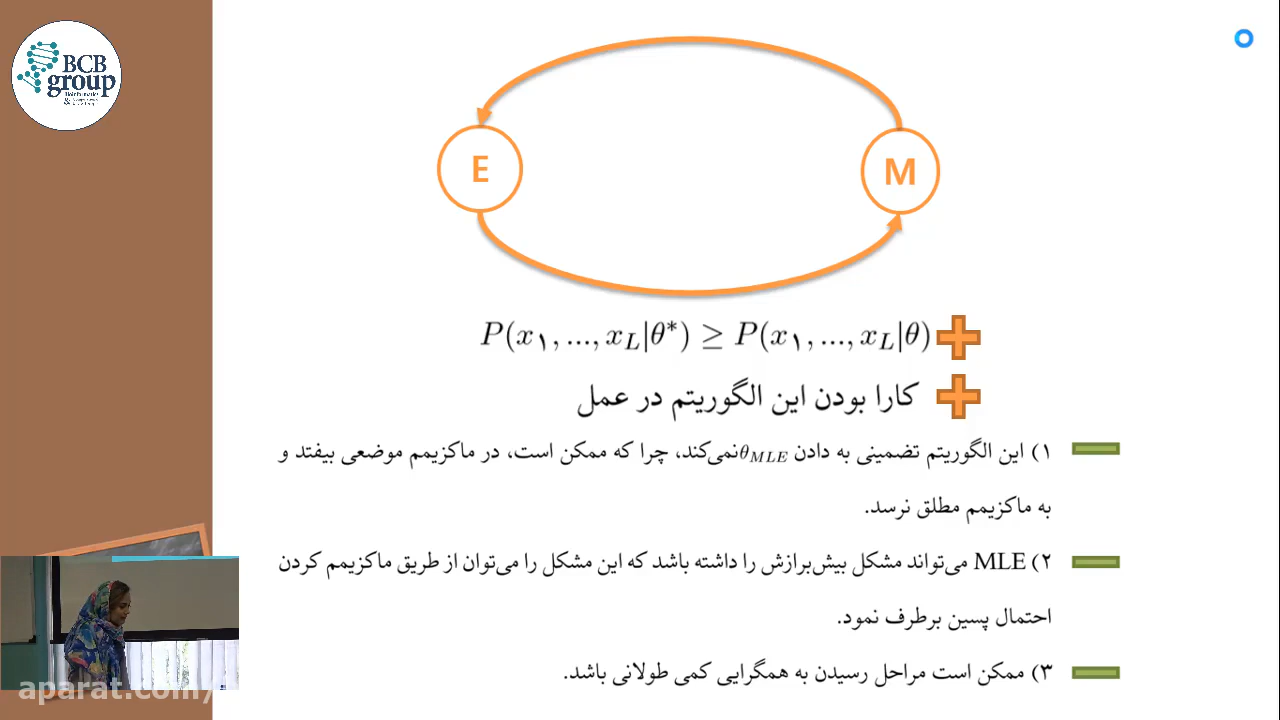 BCB
group
Bioinformatics
E
M
P(x۱, ..., xL|θ*) ≥ P(x۱, ..., xL|θ)
کارا بودن این الگوریتم در عمل
۱) این الگوریتم تضمینی به دادن θMLE نمی‌کند، چرا که ممکن است، در ماکزیمم موضعی بیفتد و
به ماکزیمم مطلق نرسد.
۲) MLE می‌تواند مشکل بیش‌برازش را داشته باشد که این مشکل را می‌توان از طریق ماکزیمم کردن
احتمال پسین برطرف نمود.
۳) ممکن است مراحل رسیدن به همگرایی کمی طولانی باشد.
aparat.com/